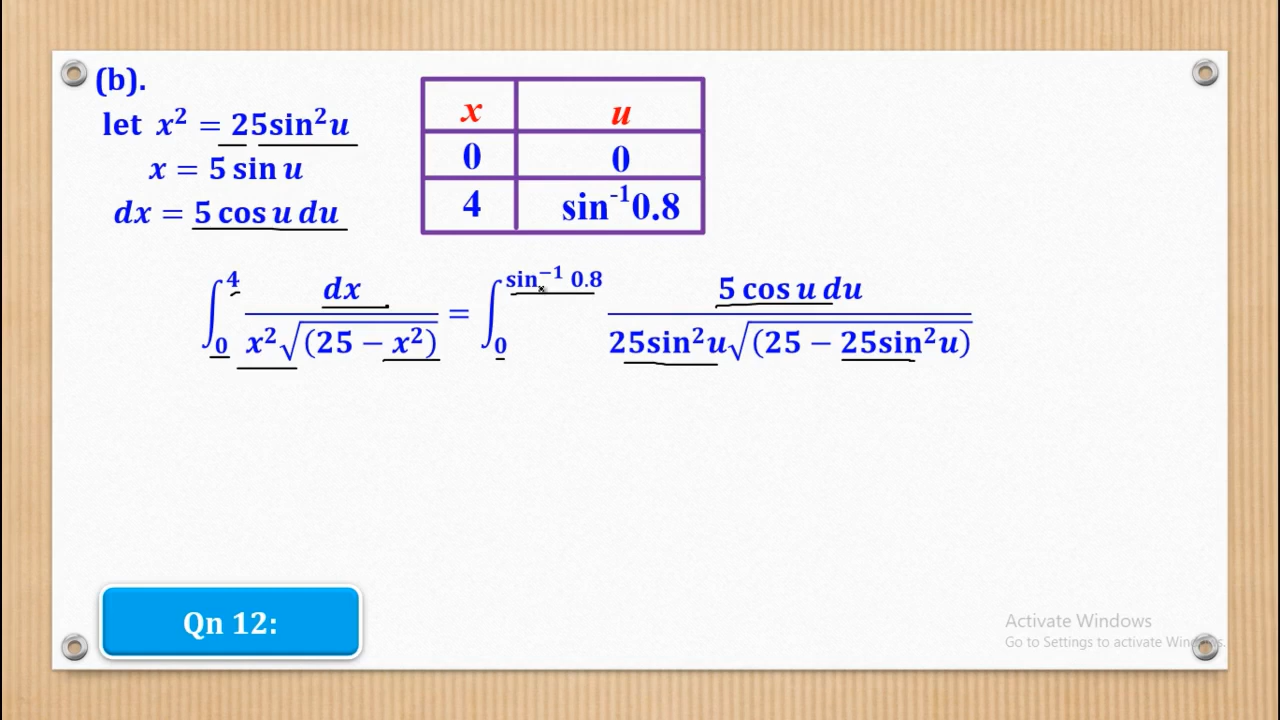 (b).
let x² = 25sin²u
x = 5 sin u
dx = 5 cos u du
x u
0 0
4 sin⁻¹0.8
∫₀⁴ dx / x²√(25 − x²) = ∫₀^(sin⁻¹ 0.8) 5 cos u du / 25sin²u√(25 − 25sin²u)
Qn 12:
Activate Windows
Go to Settings to activate Windows.